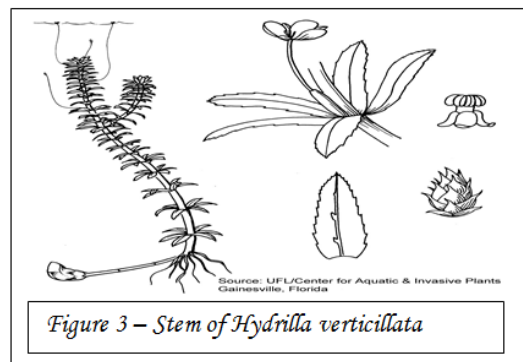 Source: UFL/Center for Aquatic & Invasive Plants
Gainesville, Florida
Figure 3 – Stem of Hydrilla verticillata